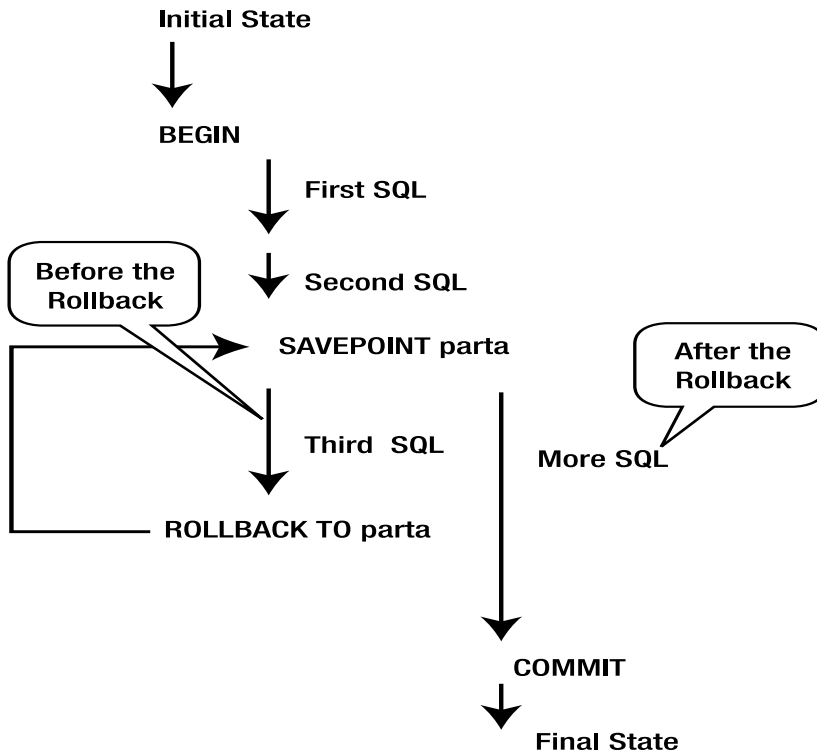 Initial State
BEGIN
First SQL
Before the
Rollback
Second SQL
SAVEPOINT parta
After the
Rollback
Third SQL
More SQL
ROLLBACK TO parta
COMMIT
Final State